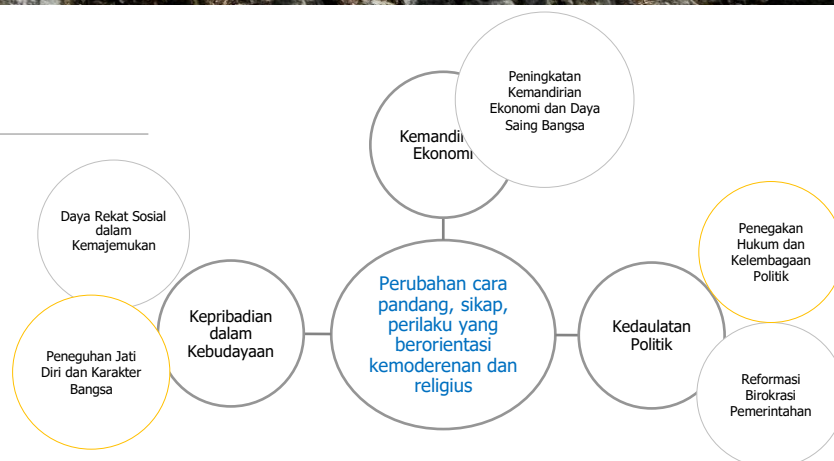 Peningkatan
Kemandirian
Ekonomi dan Daya
Saing Bangsa
Ekonomi
Daya Rekat Sosial
dalam
Kemajemukan
Penegakan
Hukum dan
Kelembagaan
Politik
Perubahan cara
pandang, sikap,
perilaku yang
berorientasi
kemoderenan dan
religius
Kepribadian
dalam
Kebudayaan
Kedaulatan
Politik
Peneguhan Jati
Diri dan Karakter
Bangsa
Reformasi
Birokrasi
Pemerintahan